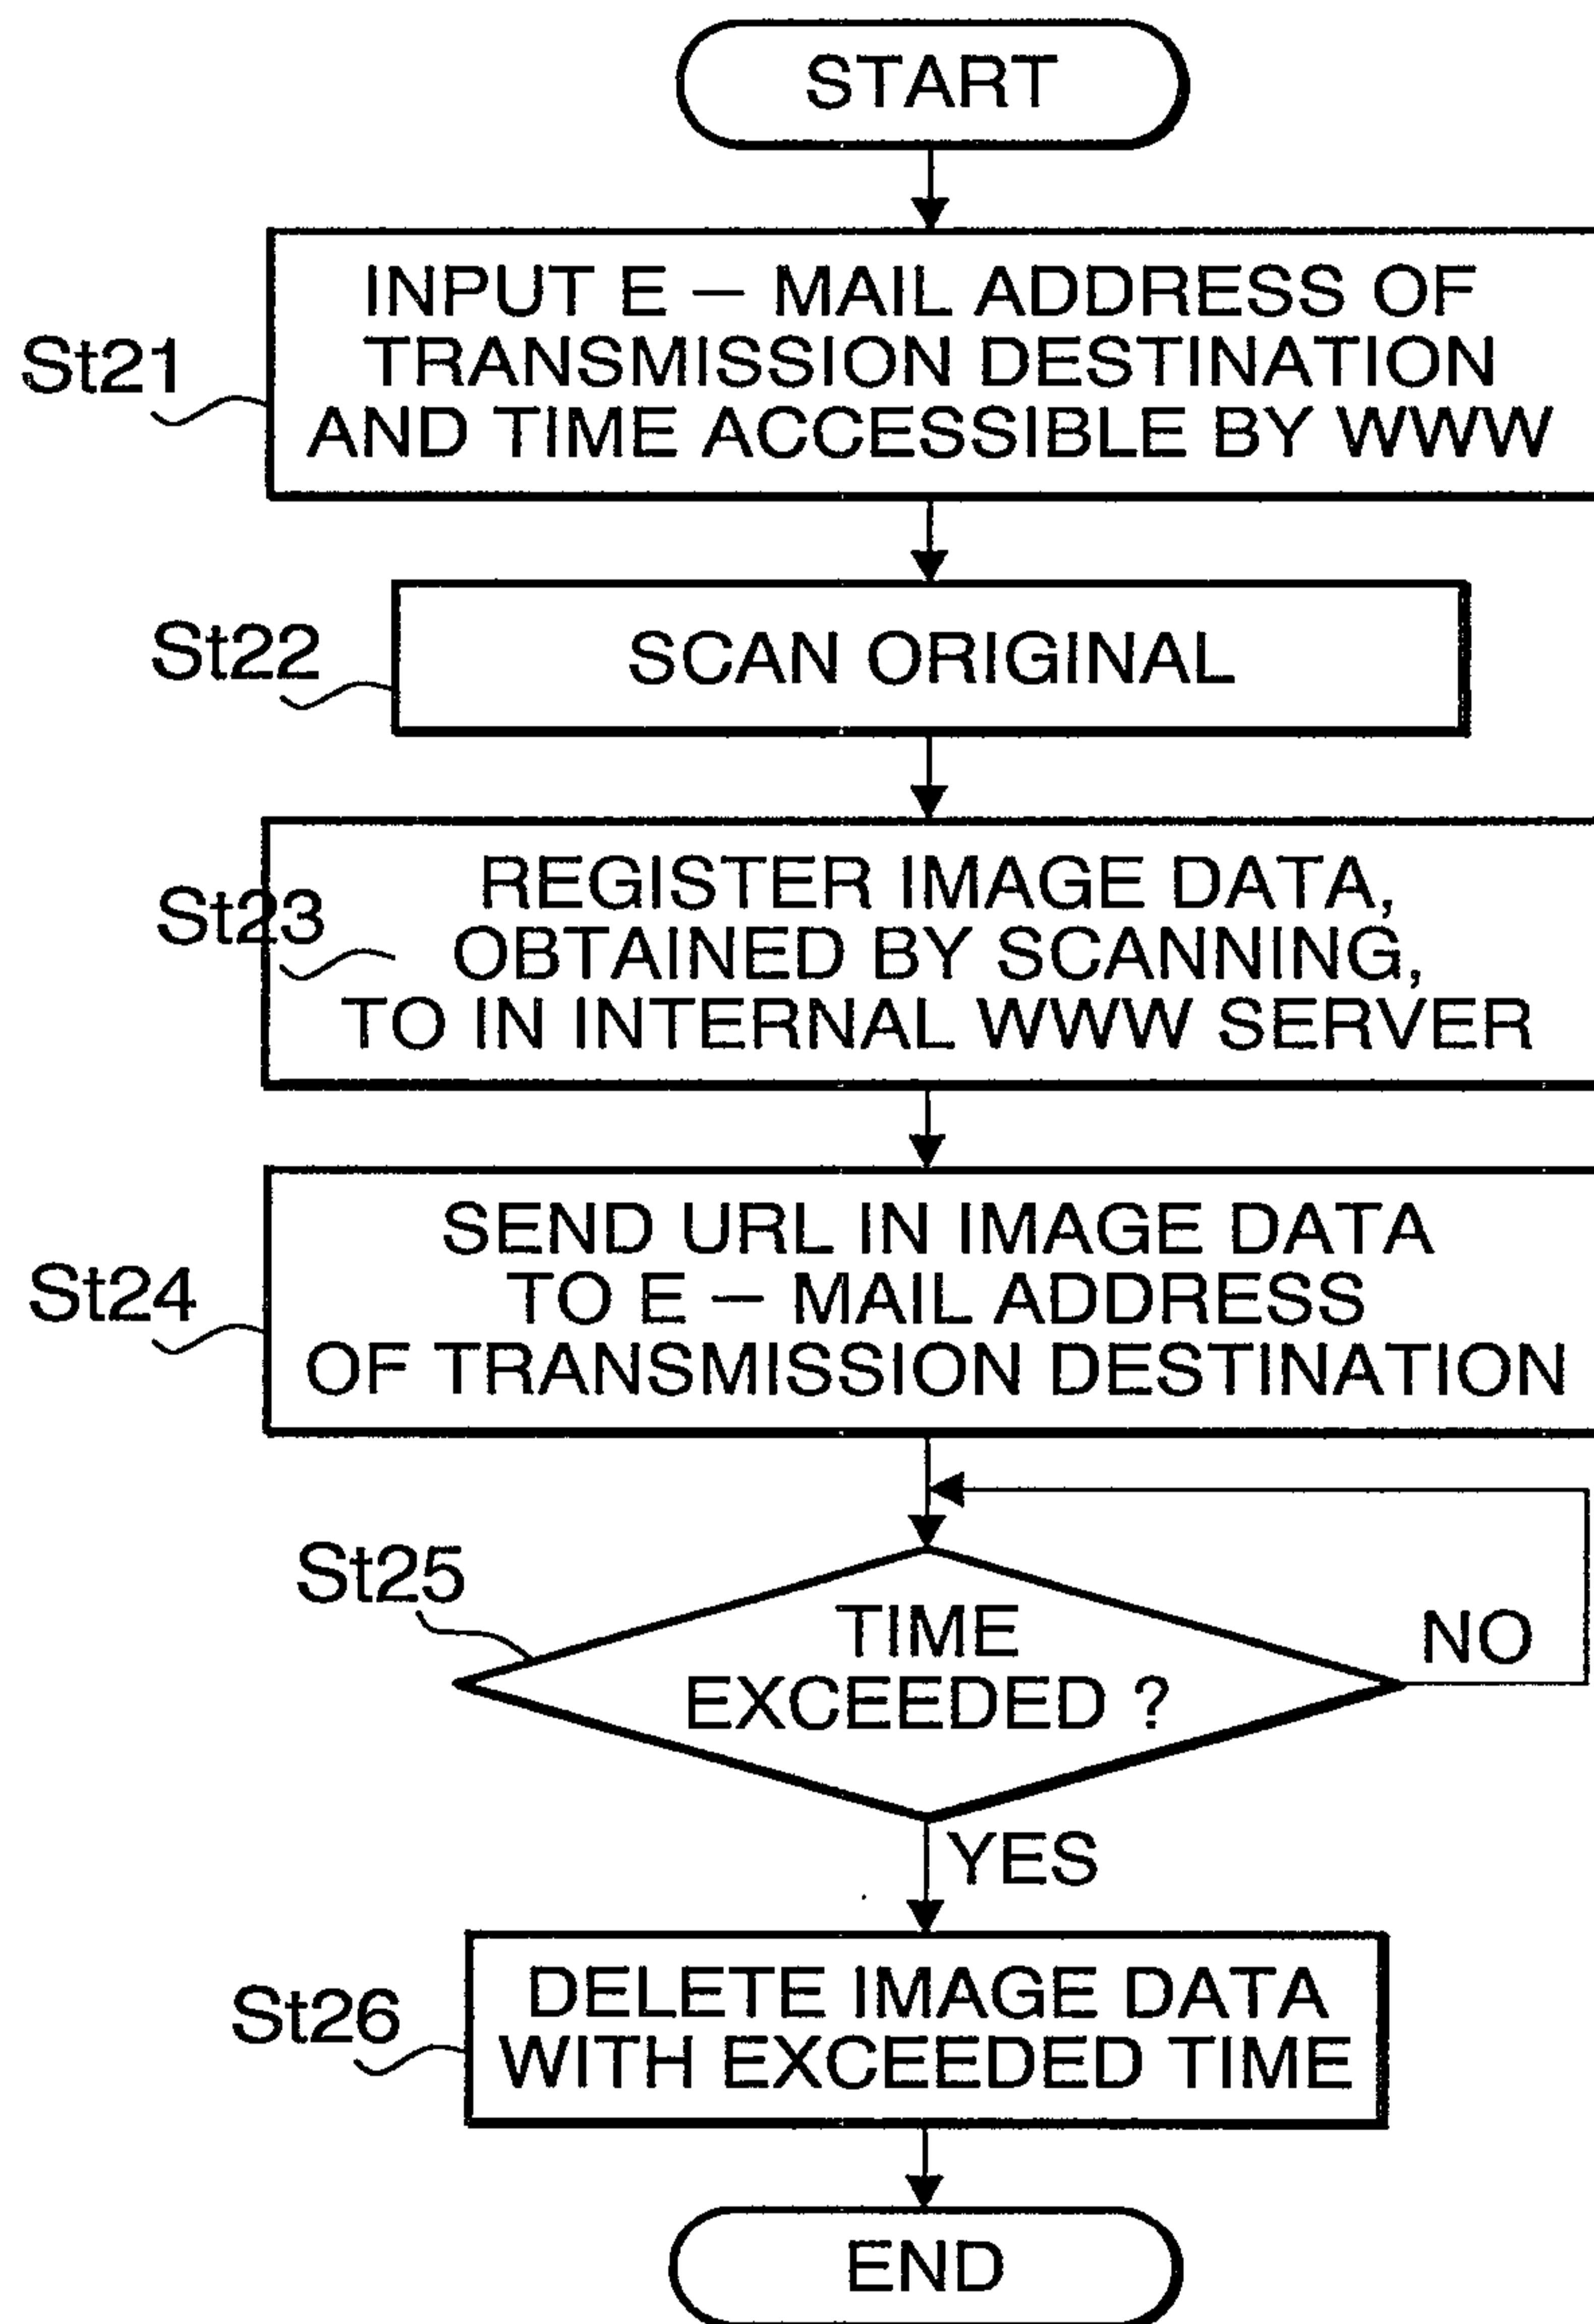 START
St21
INPUT E – MAIL ADDRESS OF
TRANSMISSION DESTINATION
AND TIME ACCESSIBLE BY WWW
St22
SCAN ORIGINAL
St23
REGISTER IMAGE DATA,
OBTAINED BY SCANNING,
TO IN INTERNAL WWW SERVER
St24
SEND URL IN IMAGE DATA
TO E – MAIL ADDRESS
OF TRANSMISSION DESTINATION
St25
TIME
EXCEEDED ?
NO
YES
St26
DELETE IMAGE DATA
WITH EXCEEDED TIME
END